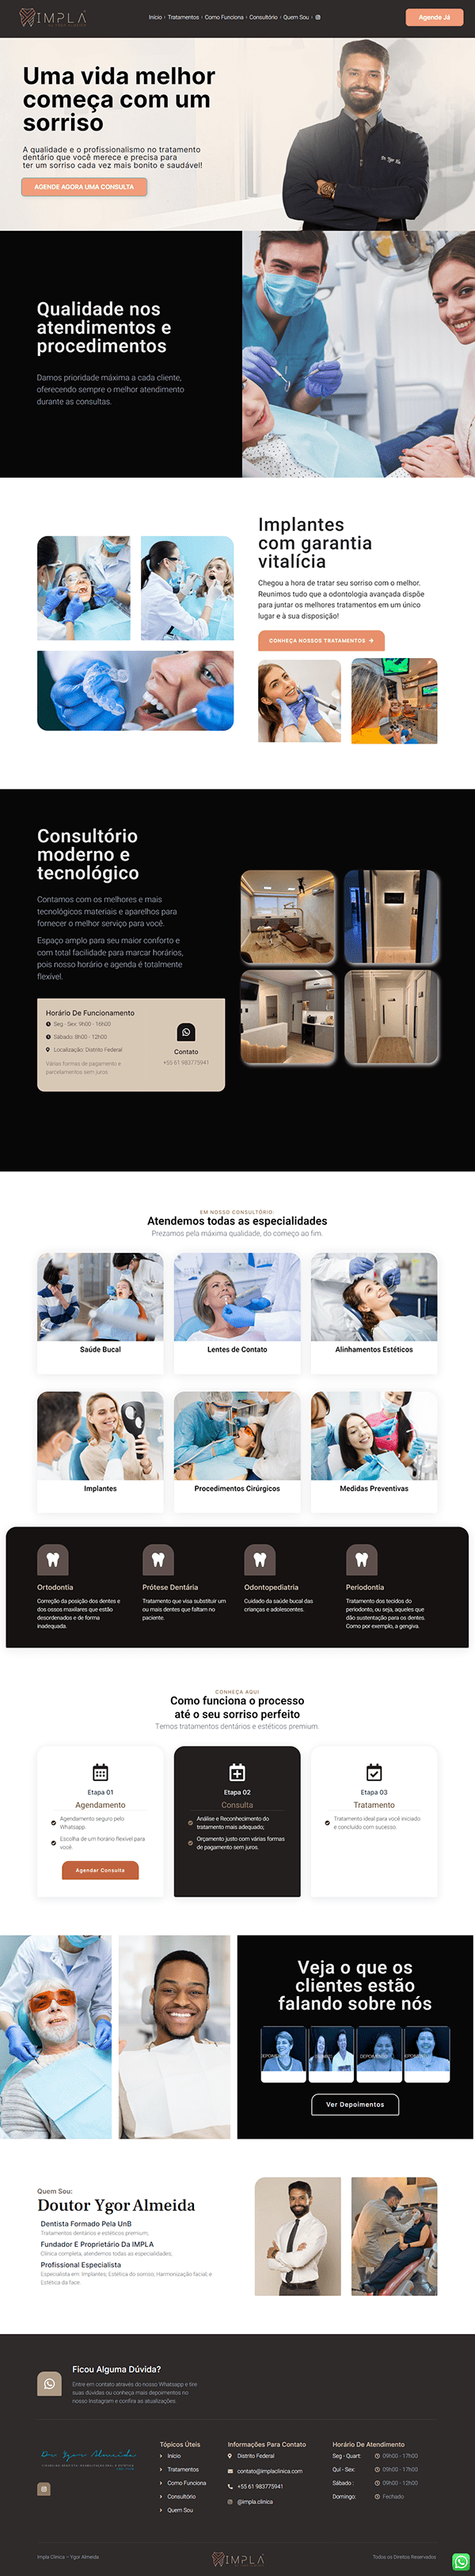 IMPLA
Início
Tratamentos
Como Funciona
Consultório
Quem Sou
Agende Já
Uma vida melhor
começa com um
sorriso
A qualidade e o profissionalismo no tratamento
dentário que você merece e precisa para
ter um sorriso cada vez mais bonito e saudável!
AGENDE AGORA UMA CONSULTA
Qualidade nos
atendimentos e
procedimentos
Damos prioridade máxima a cada cliente,
oferecendo sempre o melhor atendimento
durante as consultas.
Implantes
com garantia
vitalícia
Chegou a hora de tratar seu sorriso com o melhor.
Reunimos tudo que a odontologia avançada dispõe
para juntar os melhores tratamentos em um único
lugar e à sua disposição!
CONHEÇA NOSSOS TRATAMENTOS
Consultório
moderno e
tecnológico
Contamos com os melhores e mais
tecnológicos materiais e aparelhos para
fornecer o melhor serviço para você.
Espaço amplo para seu maior conforto e
com total facilidade para marcar horários,
pois nosso horário e agenda é totalmente
flexível.
Horário De Funcionamento
Seg - Sex: 9h00 - 16h00
Sábado: 8h00 - 12h00
Localização: Distrito Federal
Várias formas de pagamento e
parcelamentos sem juros
Contato
+55 61 983775941
EM NOSSO CONSULTÓRIO:
Atendemos todas as especialidades
Prezamos pela máxima qualidade, do começo ao fim.
Saúde Bucal
Lentes de Contato
Alinhamentos Estéticos
Implantes
Procedimentos Cirúrgicos
Medidas Preventivas
Ortodontia
Correção da posição dos dentes e
dos ossos maxilares que estão
desordenados e de forma
inadequada.
Prótese Dentária
Tratamento que visa substituir um
ou mais dentes que faltam no
paciente.
Odontopediatria
Cuidado da saúde bucal das
crianças e adolescentes.
Periodontia
Tratamento dos tecidos do
periodonto, ou seja, aqueles que
dão sustentação para os dentes.
Como por exemplo, a gengiva.
CONHEÇA AQUI
Como funciona o processo
até o seu sorriso perfeito
Temos tratamentos dentários e estéticos premium.
Etapa 01
Agendamento
Agendamento seguro pelo
Whatsapp.
Escolha de um horário flexível para
você.
Agendar Consulta
Etapa 02
Consulta
Análise e Reconhecimento do
tratamento mais adequado;
Orçamento justo com várias formas
de pagamento sem juros.
Etapa 03
Tratamento
Tratamento ideal para você iniciado
e concluído com sucesso.
Veja o que os
clientes estão
falando sobre nós
Ver Depoimentos
Quem Sou:
Doutor Ygor Almeida
Dentista Formado Pela UnB
Tratamentos dentários e estéticos premium;
Fundador E Proprietário Da IMPLA
Clínica completa, atendemos todas as especialidades;
Profissional Especialista
Especialista em: Implantes, Estética do sorriso, Harmonização facial, e
Estética da face.
Ficou Alguma Dúvida?
Entre em contato através do nosso Whatsapp e tire
suas dúvidas ou conheça mais depoimentos no
nosso Instagram e confira as atualizações.
Dr Ygor Almeida
Tópicos Úteis
Início
Tratamentos
Como Funciona
Consultório
Quem Sou
Informações Para Contato
Distrito Federal
contato@implaclinica.com
+55 61 983775941
@impla.clinica
Horário De Atendimento
Seg - Quart: 09h00 - 17h00
Qui - Sex: 09h00 - 17h00
Sábado : 09h00 - 12h00
Domingo: Fechado
Impla Clínica – Ygor Almeida
IMPLA
Todos os Direitos Reservados